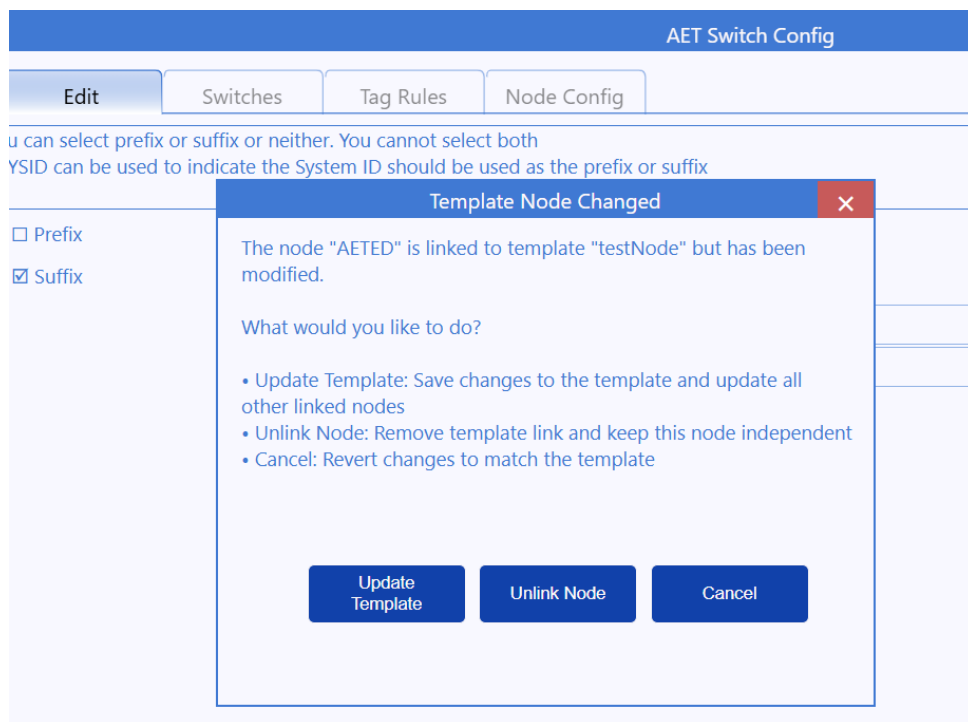 AET Switch Config
Edit
Switches
Tag Rules
Node Config
u can select prefix or suffix or neither. You cannot select both
YSID can be used to indicate the System ID should be used as the prefix or suffix
Prefix
Suffix
Template Node Changed
The node "AETED" is linked to template "testNode" but has been
modified.
What would you like to do?
• Update Template: Save changes to the template and update all
other linked nodes
• Unlink Node: Remove template link and keep this node independent
• Cancel: Revert changes to match the template
Update
Template
Unlink Node
Cancel